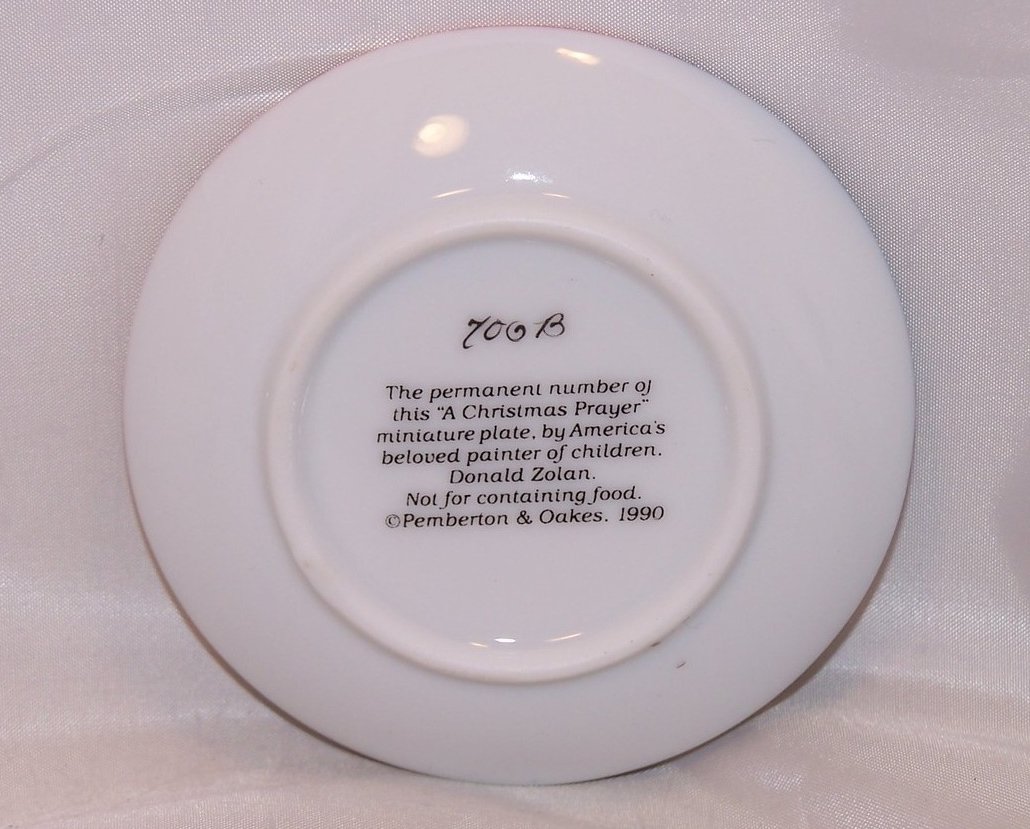 700 B
The permanent number of
this "A Christmas Prayer"
miniature plate, by America's
beloved painter of children.
Donald Zolan.
Not for containing food.
©Pemberton & Oakes. 1990